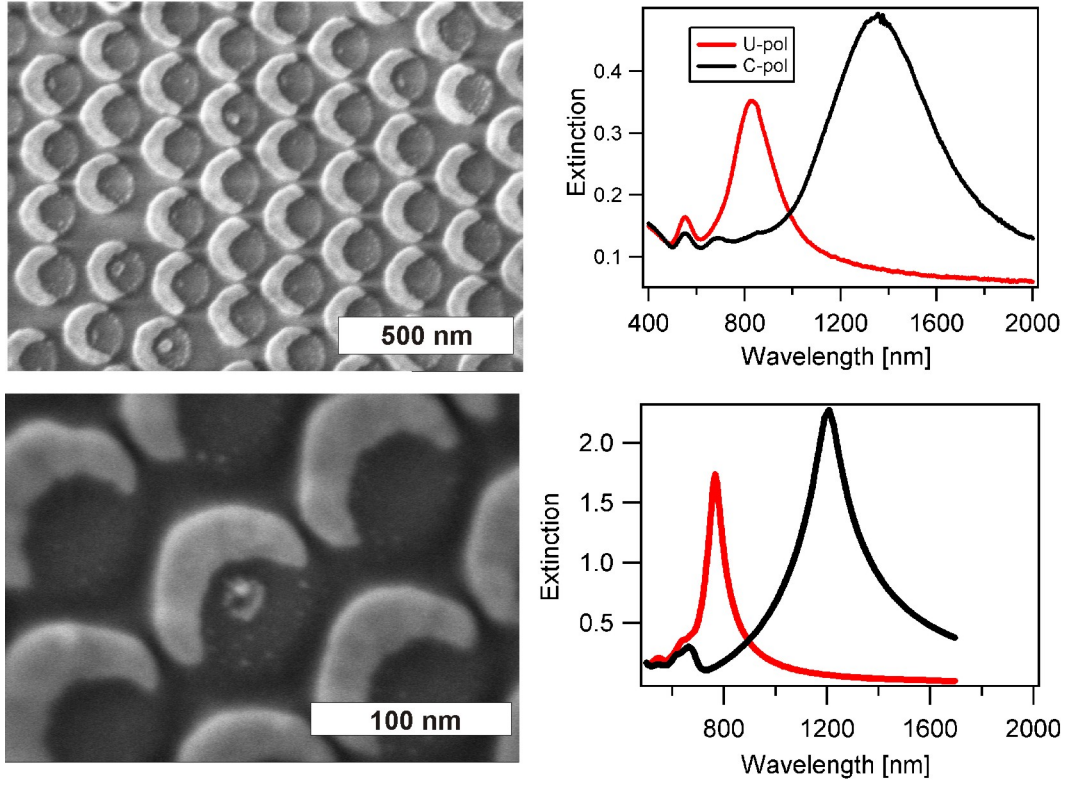 500 nm
Extinction
0.4
0.3
0.2
0.1
U-pol
C-pol
400 800 1200 1600 2000
Wavelength [nm]
100 nm
Extinction
2.0
1.5
1.0
0.5
800 1200 1600 2000
Wavelength [nm]